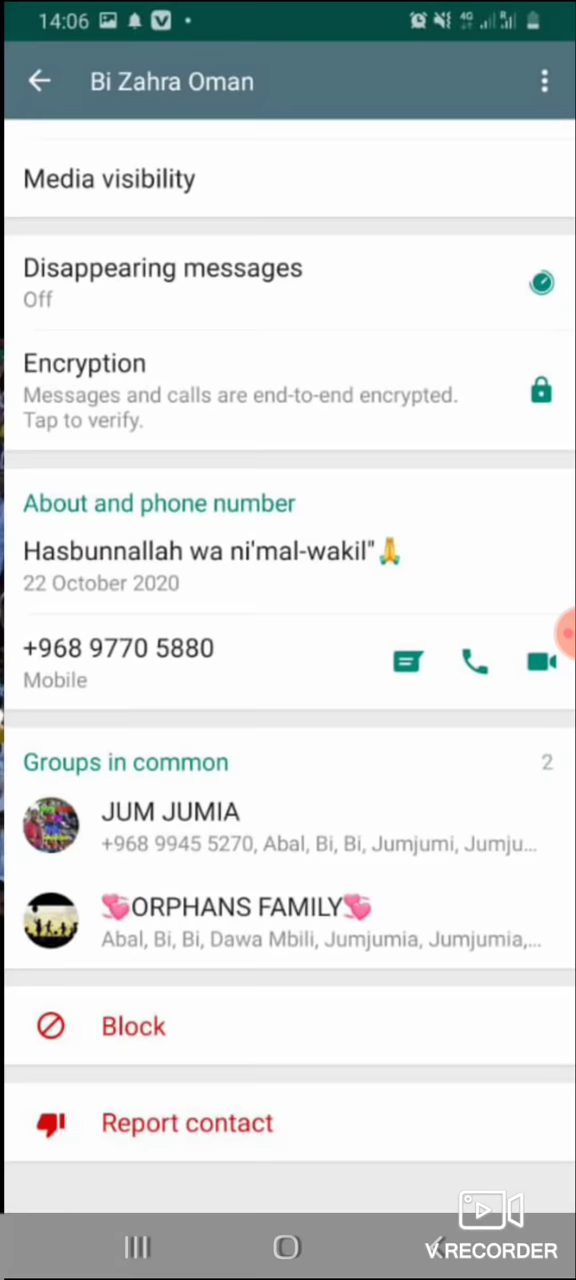 14:06
4G
Bi Zahra Oman
Media visibility
Disappearing messages
Off
Encryption
Messages and calls are end-to-end encrypted.
Tap to verify.
About and phone number
Hasbunnallah wa ni'mal-wakil"🙏
22 October 2020
+968 9770 5880
Mobile
Groups in common 2
JUM JUMIA
+968 9945 5270, Abal, Bi, Bi, Jumjumi, Jumju...
💞ORPHANS FAMILY💞
Abal, Bi, Bi, Dawa Mbili, Jumjumia, Jumjumia,...
Block
Report contact
V.RECORDER